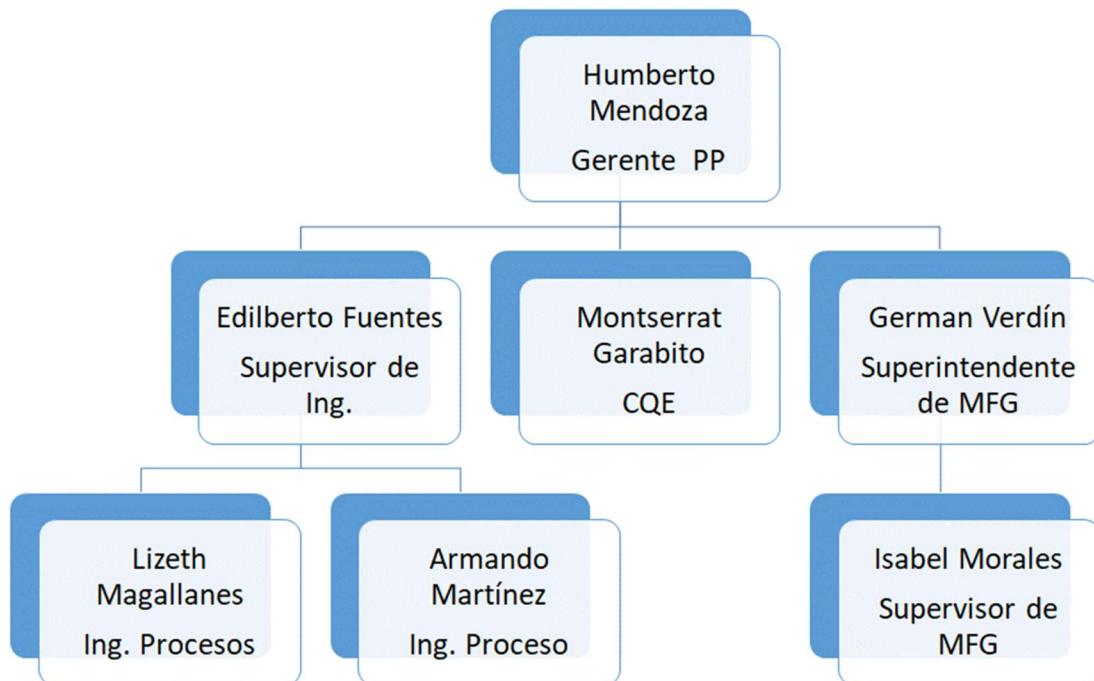 Humberto
Mendoza
Gerente PP
Edilberto Fuentes
Supervisor de
Ing.
Montserrat
Garabito
CQE
German Verdín
Superintendente
de MFG
Lizeth
Magallanes
Ing. Procesos
Armando
Martínez
Ing. Proceso
Isabel Morales
Supervisor de
MFG